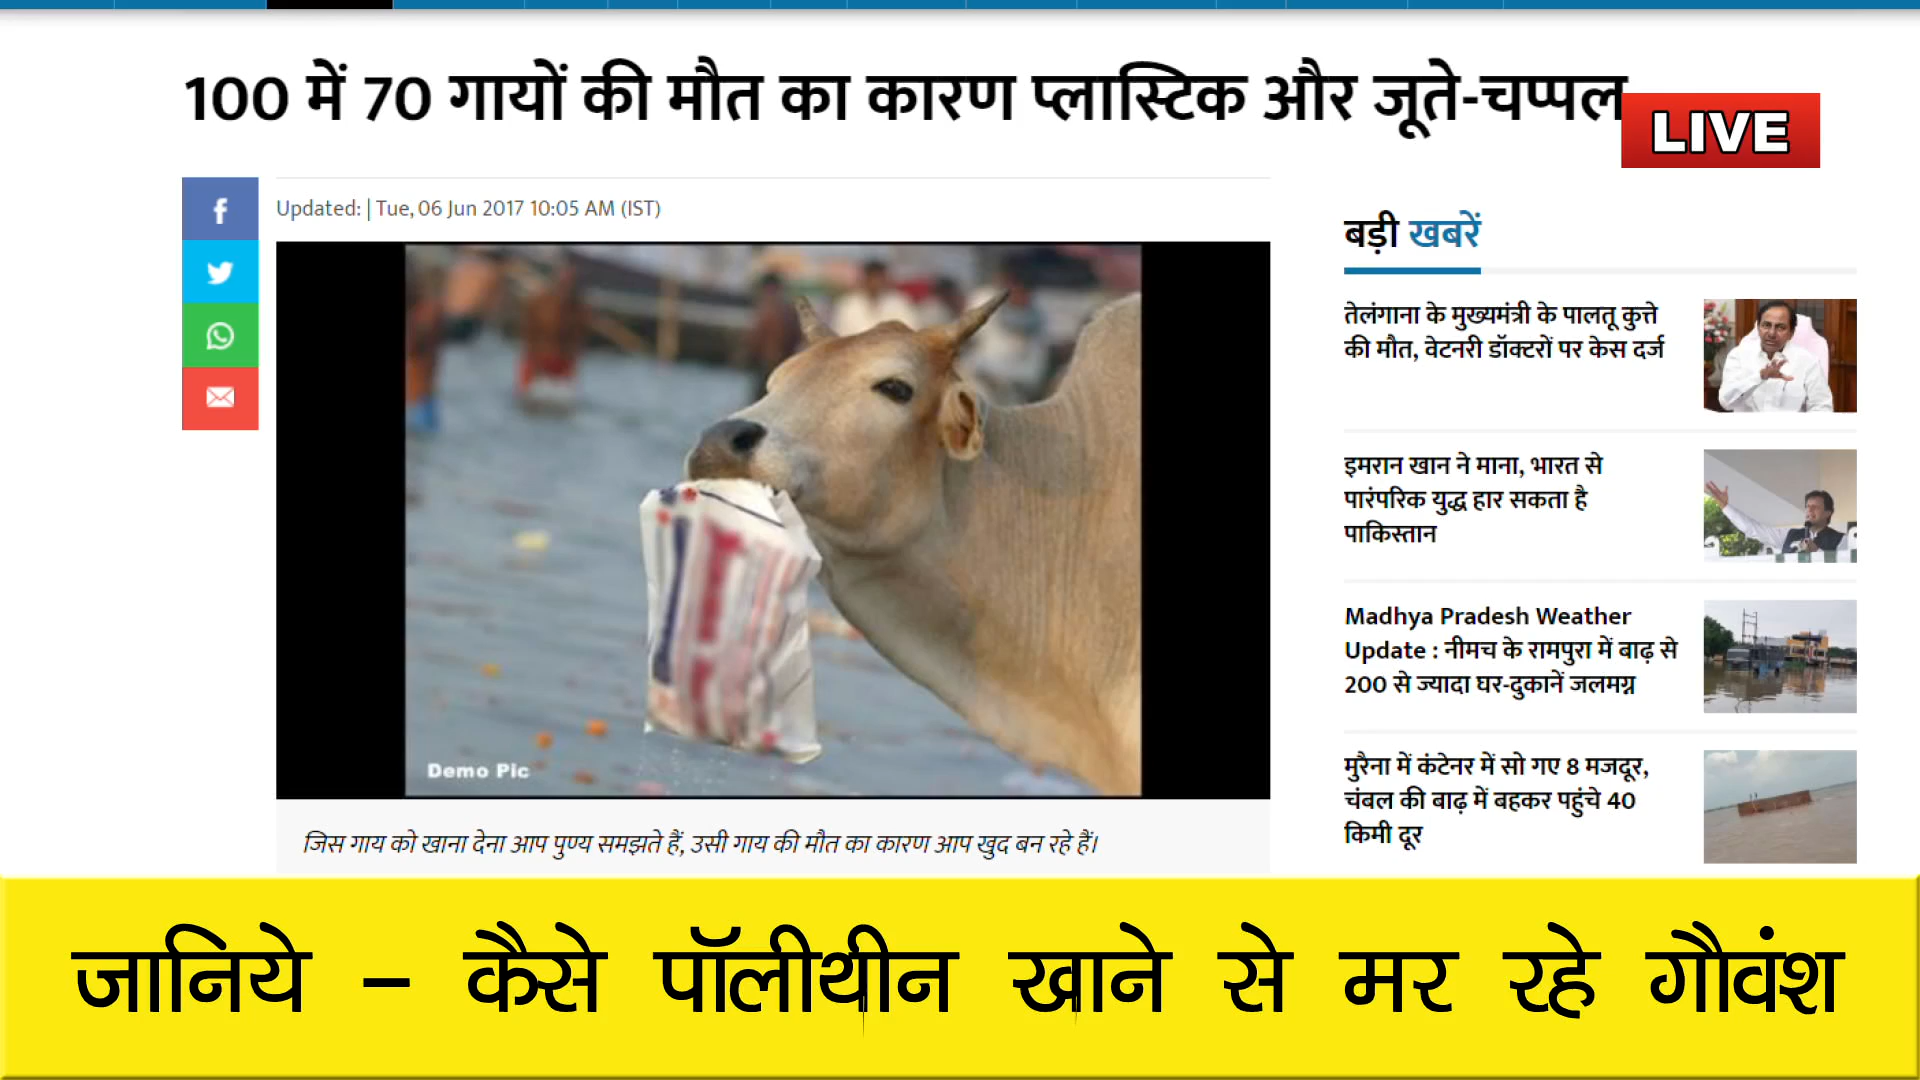 100 में 70 गायों की मौत का कारण प्लास्टिक और जूते-चप्पल
LIVE
Updated: | Tue, 06 Jun 2017 10:05 AM (IST)
Demo Pic
जिस गाय को खाना देना आप पुण्य समझते हैं, उसी गाय की मौत का कारण आप खुद बन रहे हैं।
बड़ी खबरें
तेलंगाना के मुख्यमंत्री के पालतू कुत्ते
की मौत, वेटनरी डॉक्टरों पर केस दर्ज
इमरान खान ने माना, भारत से
पारंपरिक युद्ध हार सकता है
पाकिस्तान
Madhya Pradesh Weather
Update : नीमच के रामपुरा में बाढ़ से
200 से ज्यादा घर-दुकानें जलमग्न
मुरैना में कंटेनर में सो गए 8 मजदूर,
चंबल की बाढ़ में बहकर पहुंचे 40
किमी दूर
जानिये - कैसे पॉलीथीन खाने से मर रहे गौवंश